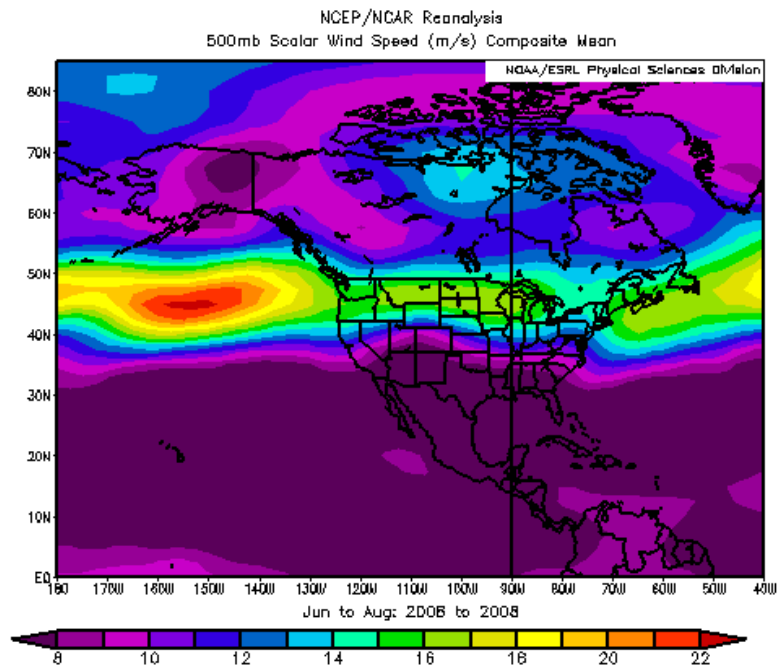 NCEP/NCAR Reanalysis
500mb Scalar Wind Speed (m/s) Composite Mean
NOAA/ESRL Physical Sciences Division
80N
70N
60N
50N
40N
30N
20N
10N
EQ
180 170W 160W 150W 140W 130W 120W 110W 100W 90W 80W 70W 60W 50W 40W
Jun to Aug: 2006 to 2008
8 10 12 14 16 18 20 22